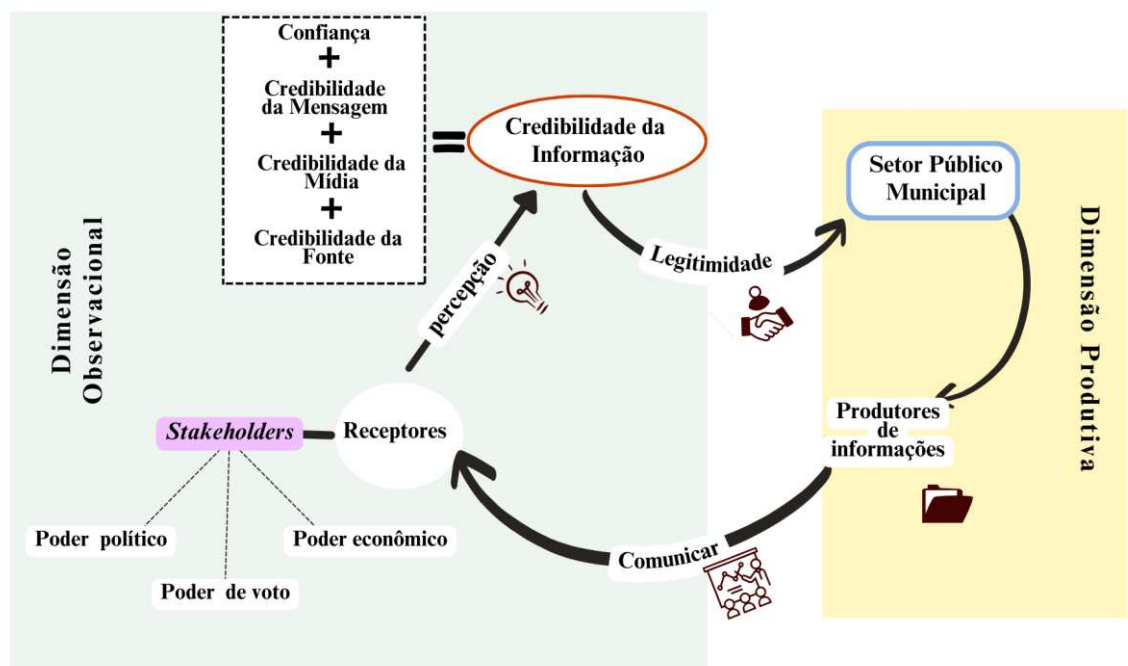 Confiança
+
Credibilidade
da Mensagem
+
Credibilidade da
Mídia
+
Credibilidade da
Fonte
=
Credibilidade da
Informação
Setor Público
Municipal
Legitimidade
percepção
Dimensão
Observacional
Dimensão Produtiva
Stakeholders
Receptores
Produtores
de
informações
Poder político
Poder econômico
Poder de voto
Comunicar